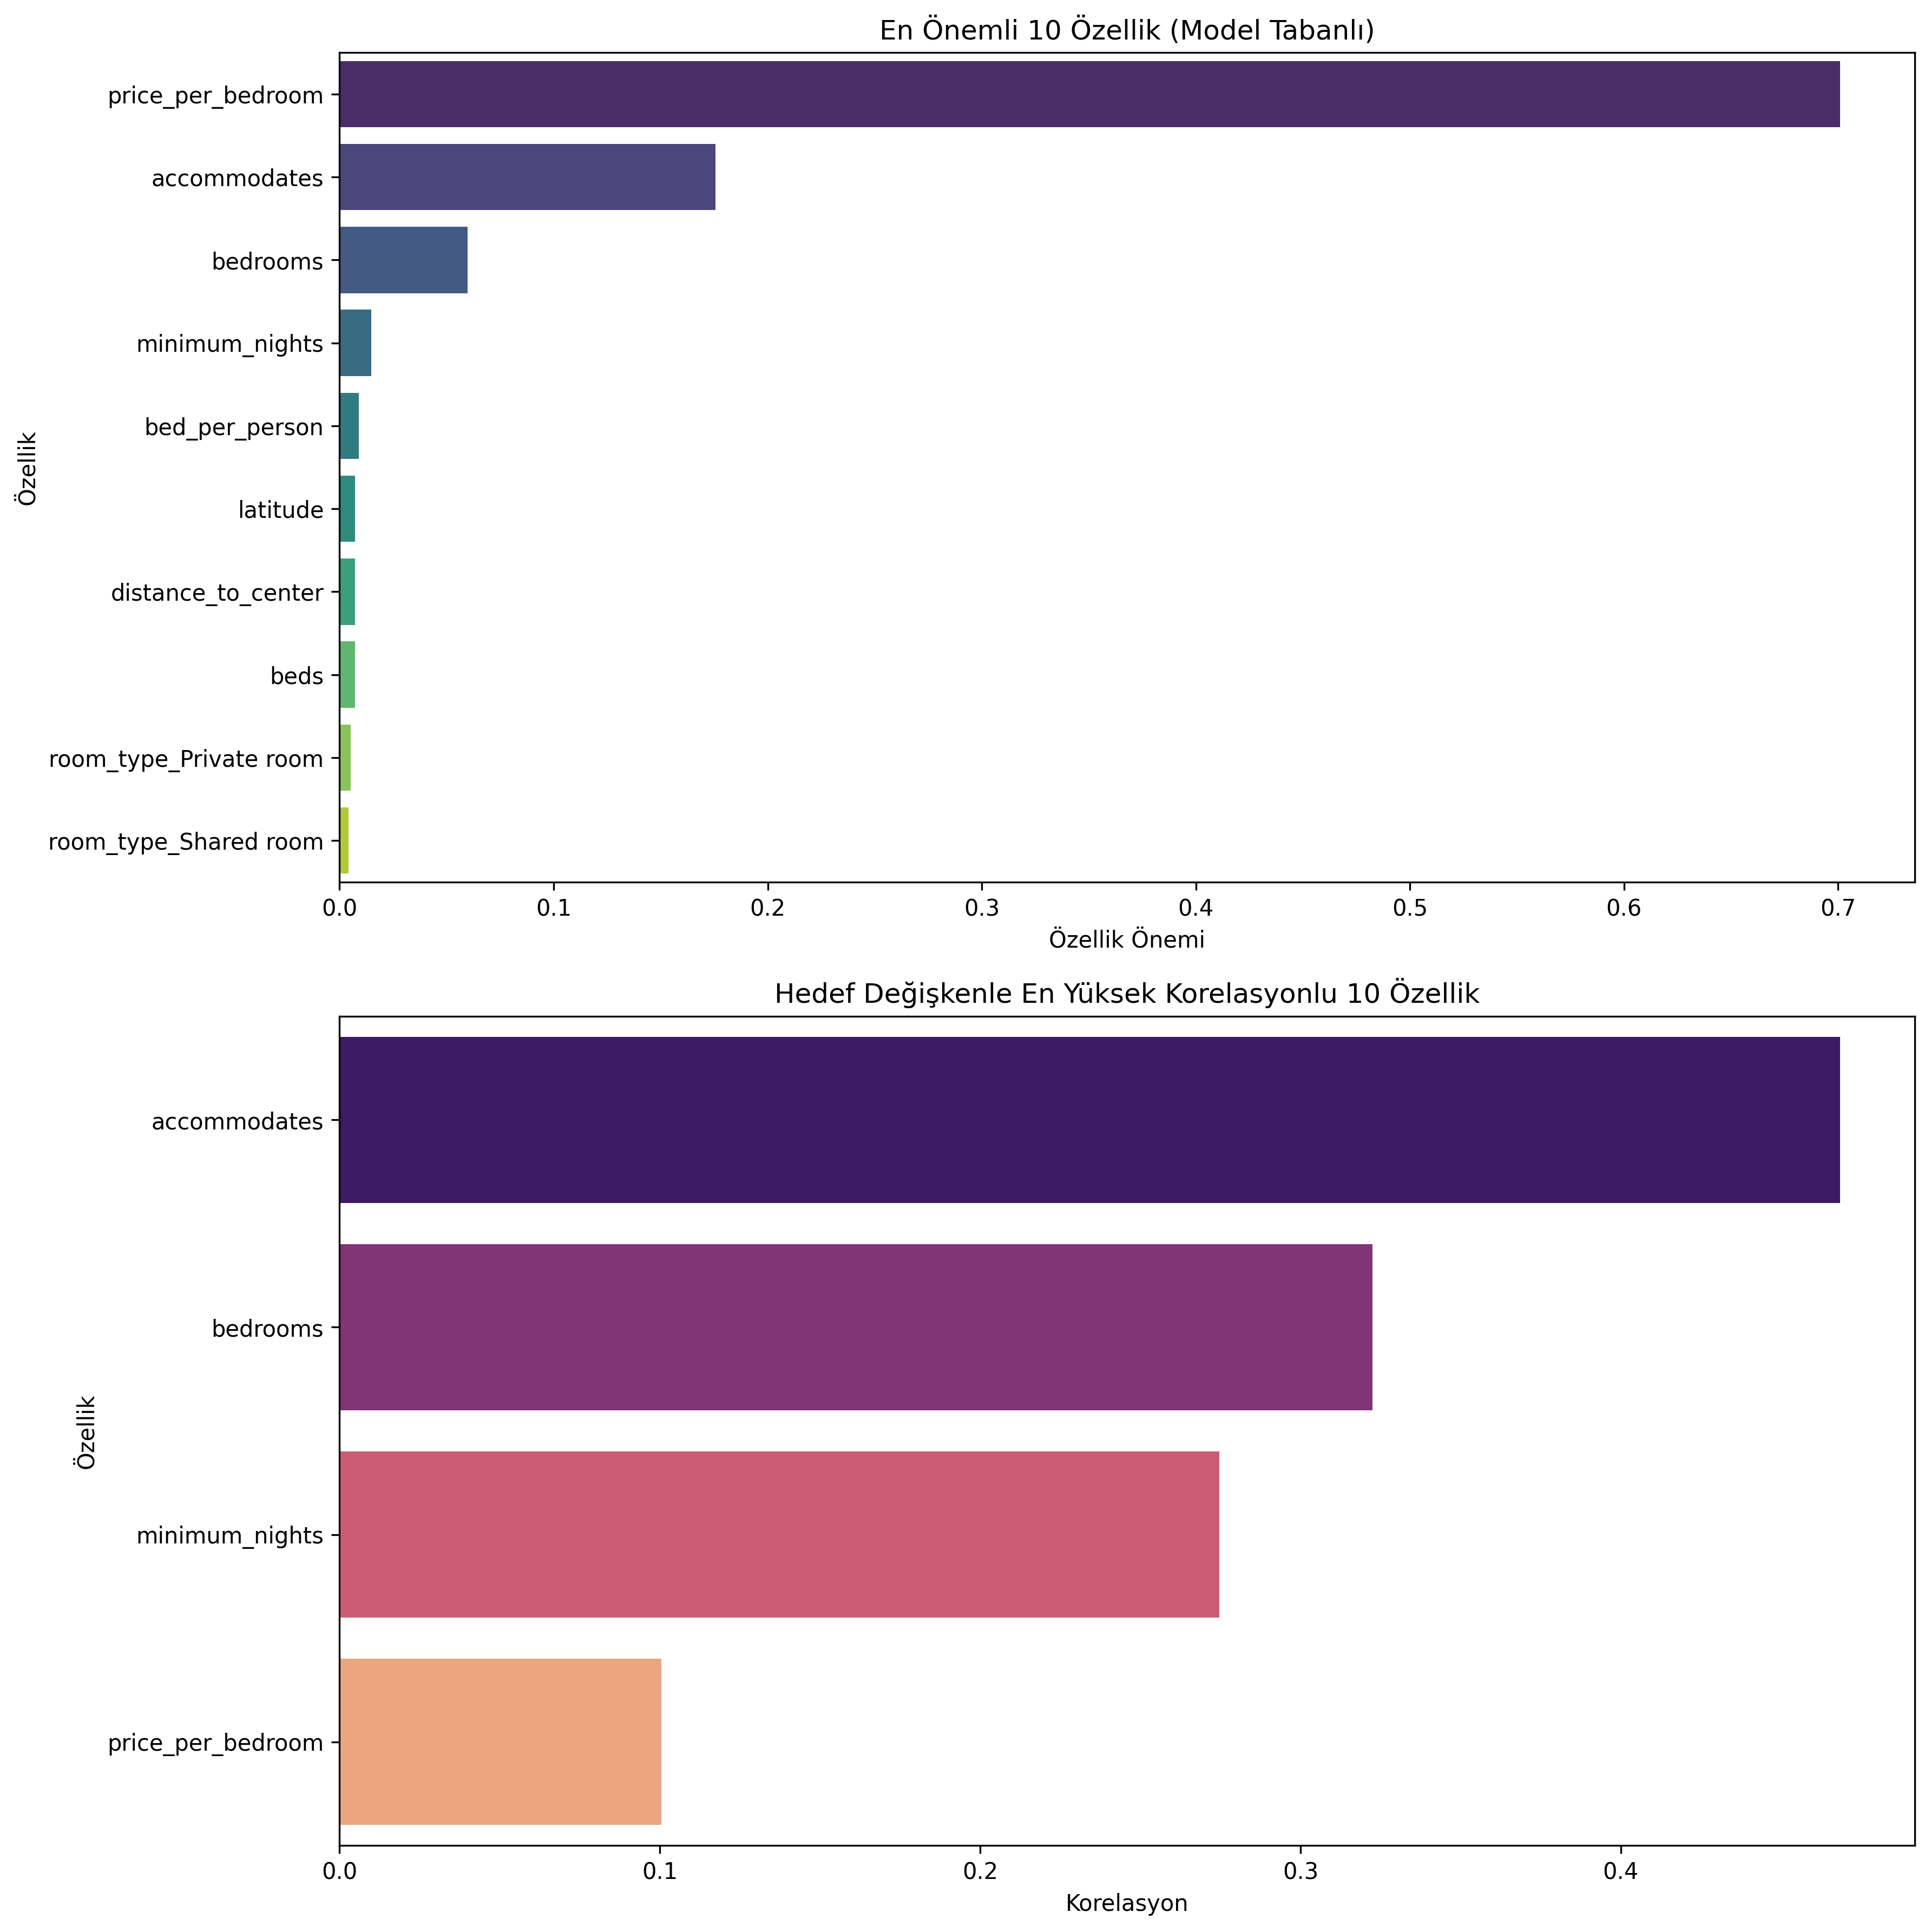 En Önemli 10 Özellik (Model Tabanlı)
Özellik
price_per_bedroom
accommodates
bedrooms
minimum_nights
bed_per_person
latitude
distance_to_center
beds
room_type_Private room
room_type_Shared room
0.0 0.1 0.2 0.3 0.4 0.5 0.6 0.7
Özellik Önemi
Hedef Değişkenle En Yüksek Korelasyonlu 10 Özellik
Özellik
accommodates
bedrooms
minimum_nights
price_per_bedroom
0.0 0.1 0.2 0.3 0.4
Korelasyon